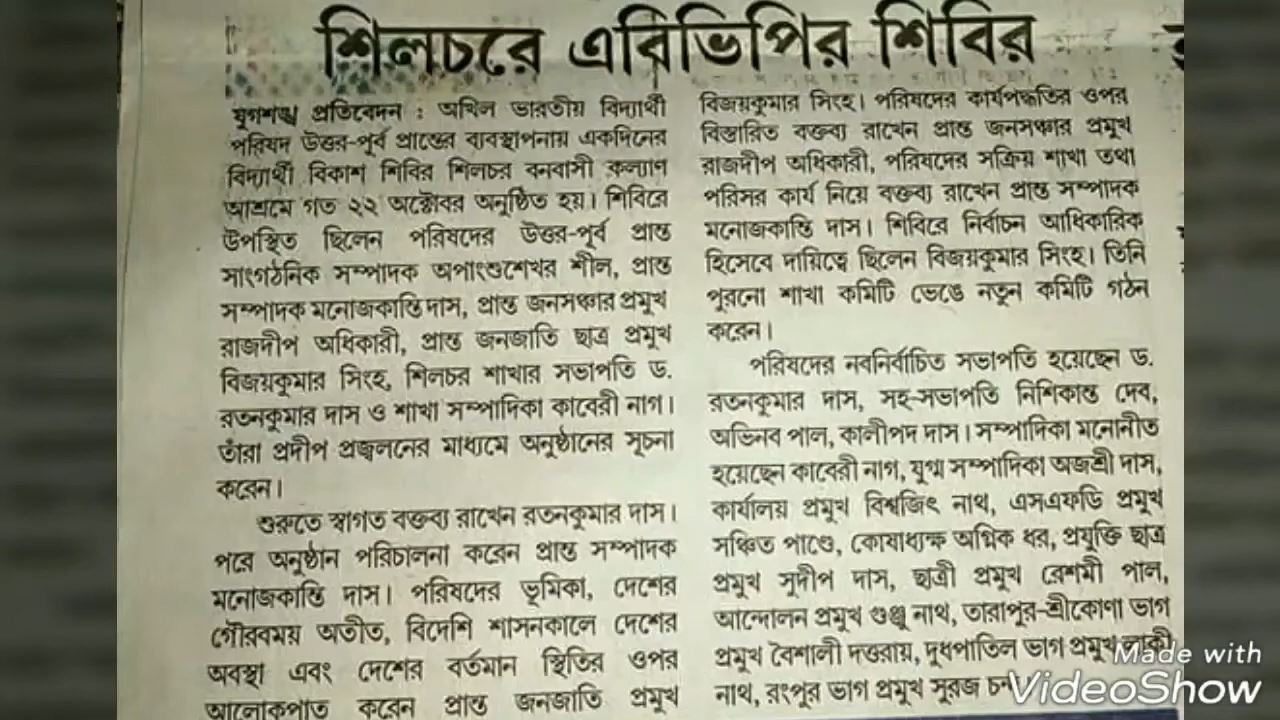 শিলচরে এবিভিপির শিবির
যুগশঙ্খ প্রতিবেদন : অখিল ভারতীয় বিদ্যার্থী
পরিষদ উত্তর-পূর্ব প্রান্তের ব্যবস্থাপনায় একদিনের
বিদ্যার্থী বিকাশ শিবির শিলচর বনবাসী কল্যাণ
আশ্রমে গত ২২ অক্টোবর অনুষ্ঠিত হয়। শিবিরে
উপস্থিত ছিলেন পরিষদের উত্তর-পূর্ব প্রান্ত
সাংগঠনিক সম্পাদক অপাংশুশেখর শীল, প্রান্ত
সম্পাদক মনোজকান্তি দাস, প্রান্ত জনসঞ্চার প্রমুখ
রাজদীপ অধিকারী, প্রান্ত জনজাতি ছাত্র প্রমুখ
বিজয়কুমার সিংহ, শিলচর শাখার সভাপতি ড.
রতনকুমার দাস ও শাখা সম্পাদিকা কাবেরী নাগ।
তাঁরা প্রদীপ প্রজ্বলনের মাধ্যমে অনুষ্ঠানের সূচনা
করেন।
শুরুতে স্বাগত বক্তব্য রাখেন রতনকুমার দাস।
পরে অনুষ্ঠান পরিচালনা করেন প্রান্ত সম্পাদক
মনোজকান্তি দাস। পরিষদের ভূমিকা, দেশের
গৌরবময় অতীত, বিদেশি শাসনকালে দেশের
অবস্থা এবং দেশের বর্তমান স্থিতির ওপর
আলোকপাত করেন প্রান্ত জনজাতি প্রমুখ
বিজয়কুমার সিংহ। পরিষদের কার্যপদ্ধতির ওপর
বিস্তারিত বক্তব্য রাখেন প্রান্ত জনসঞ্চার প্রমুখ
রাজদীপ অধিকারী, পরিষদের সক্রিয় শাখা তথা
পরিসর কার্য নিয়ে বক্তব্য রাখেন প্রান্ত সম্পাদক
মনোজকান্তি দাস। শিবিরে নির্বাচন আধিকারিক
হিসেবে দায়িত্বে ছিলেন বিজয়কুমার সিংহ। তিনি
পুরনো শাখা কমিটি ভেঙে নতুন কমিটি গঠন
করেন।
পরিষদের নবনির্বাচিত সভাপতি হয়েছেন ড.
রতনকুমার দাস, সহ-সভাপতি নিশিকান্ত দেব,
অভিনব পাল, কালীপদ দাস। সম্পাদিকা মনোনীত
হয়েছেন কাবেরী নাগ, যুগ্ম সম্পাদিকা অজশ্রী দাস,
কার্যালয় প্রমুখ বিশ্বজিৎ নাথ, এসএফডি প্রমুখ
সঞ্চিত পাণ্ডে, কোষাধ্যক্ষ অগ্নিক ধর, প্রযুক্তি ছাত্র
প্রমুখ সুদীপ দাস, ছাত্রী প্রমুখ রেশমী পাল,
আন্দোলন প্রমুখ গুঞ্জু নাথ, তারাপুর-শ্রীকোণা ভাগ
প্রমুখ বৈশালী দত্তরায়, দুধপাতিল ভাগ প্রমুখ লাকী
নাথ, রংপুর ভাগ প্রমুখ সুরজ
Made with
VideoShow